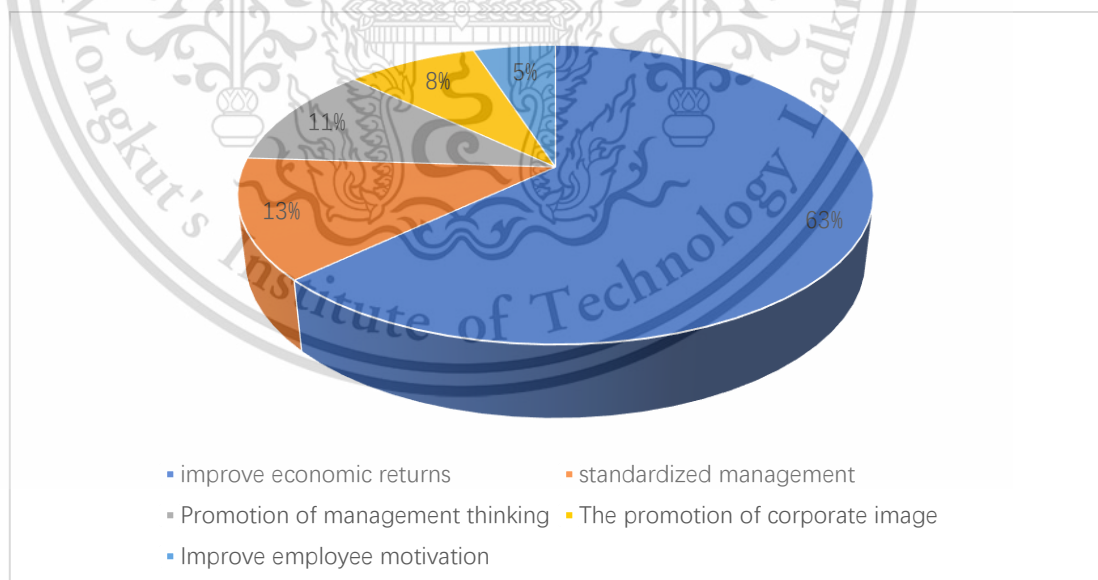 5%
8%
11%
13%
63%
Mongkut's Institute of Technology Ladkr
improve economic returns
standardized management
Promotion of management thinking
The promotion of corporate image
Improve employee motivation